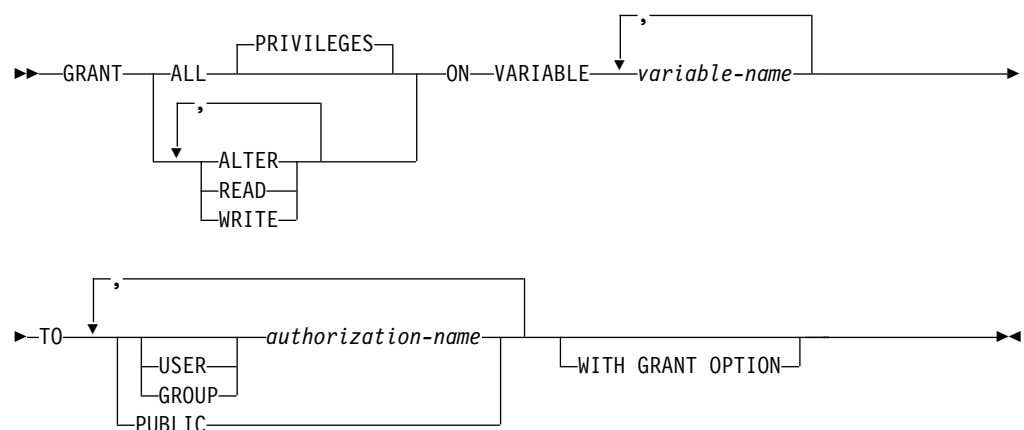 ,
PRIVILEGES
GRANT ALL ON VARIABLE variable-name
,
ALTER
READ
WRITE
,
TO authorization-name
USER WITH GRANT OPTION
GROUP
PUBLIC